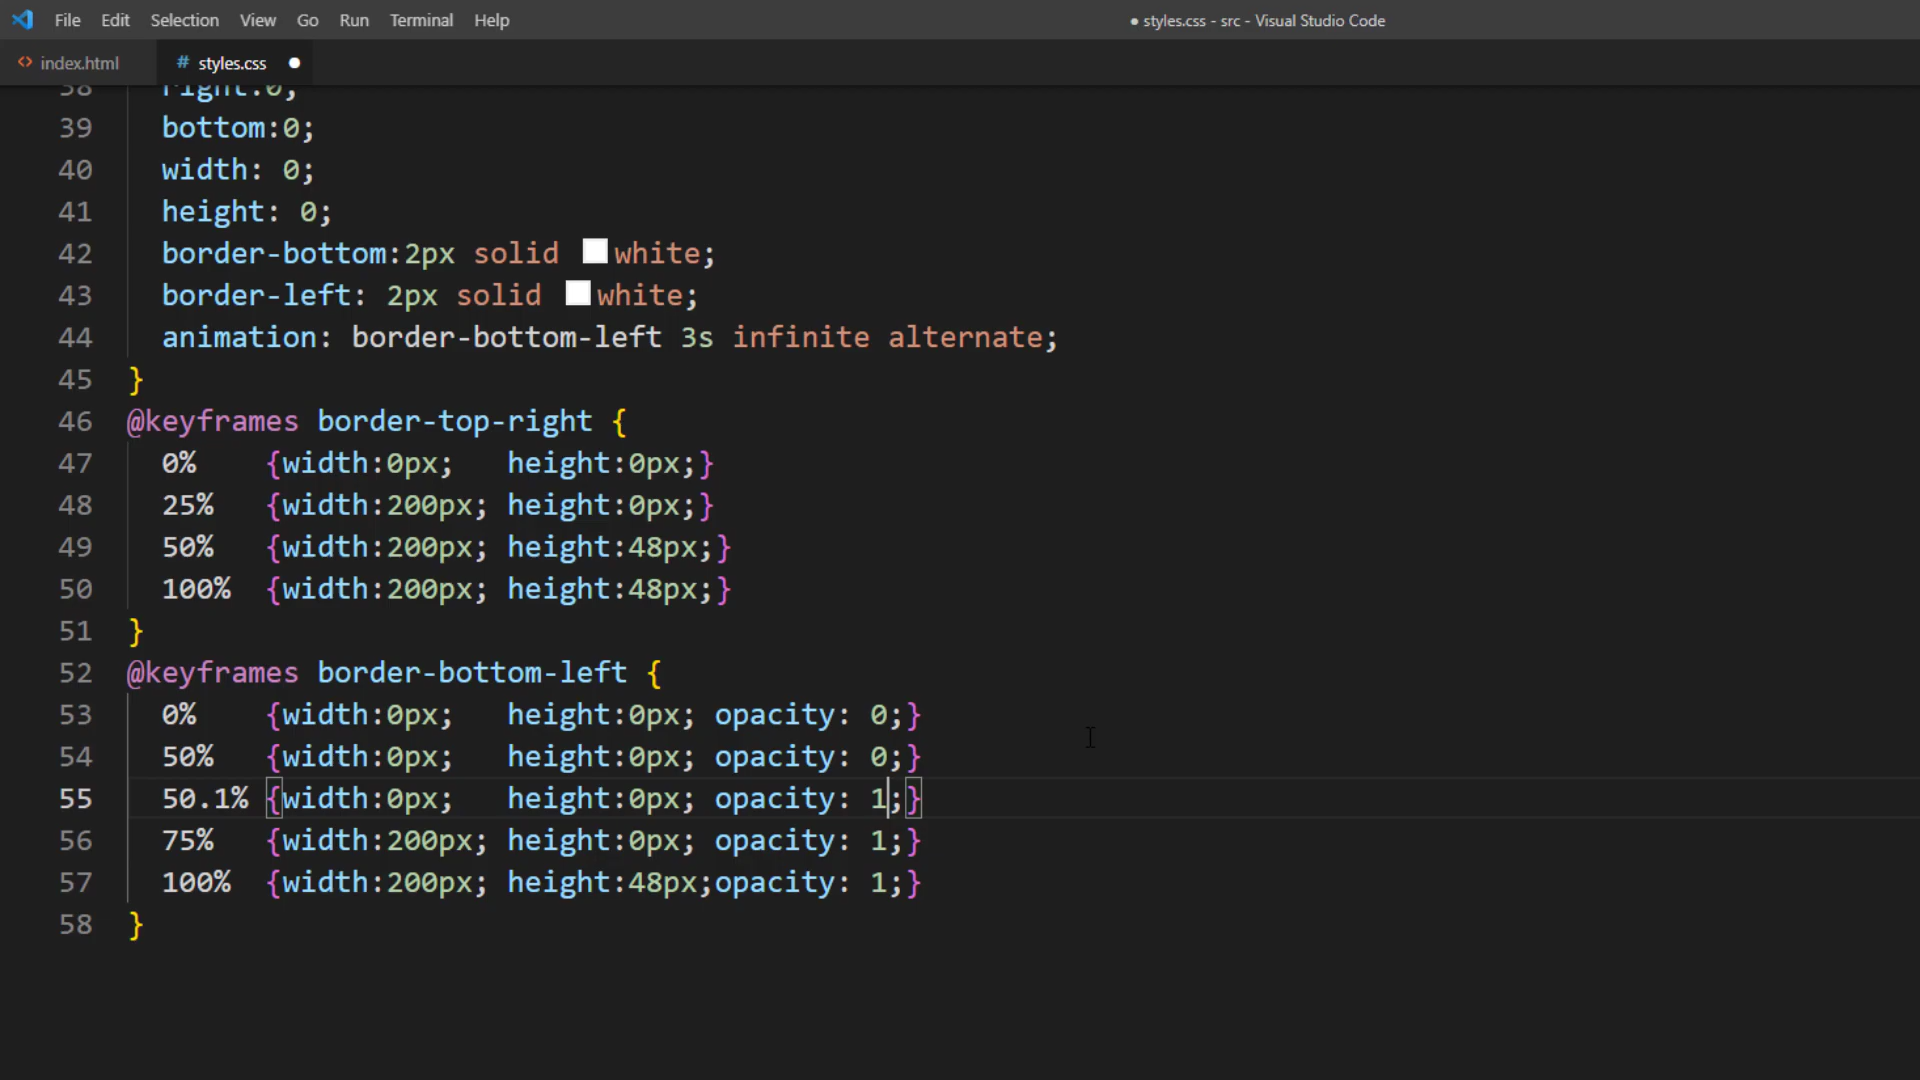 File Edit Selection View Go Run Terminal Help ● styles.css - src - Visual Studio Code
<> index.html # styles.css ●
38 right:0;
39 bottom:0;
40 width: 0;
41 height: 0;
42 border-bottom:2px solid white;
43 border-left: 2px solid white;
44 animation: border-bottom-left 3s infinite alternate;
45 }
46 @keyframes border-top-right {
47 0% {width:0px; height:0px;}
48 25% {width:200px; height:0px;}
49 50% {width:200px; height:48px;}
50 100% {width:200px; height:48px;}
51 }
52 @keyframes border-bottom-left {
53 0% {width:0px; height:0px; opacity: 0;}
54 50% {width:0px; height:0px; opacity: 0;}
55 50.1% {width:0px; height:0px; opacity: 1;}
56 75% {width:200px; height:0px; opacity: 1;}
57 100% {width:200px; height:48px;opacity: 1;}
58 }